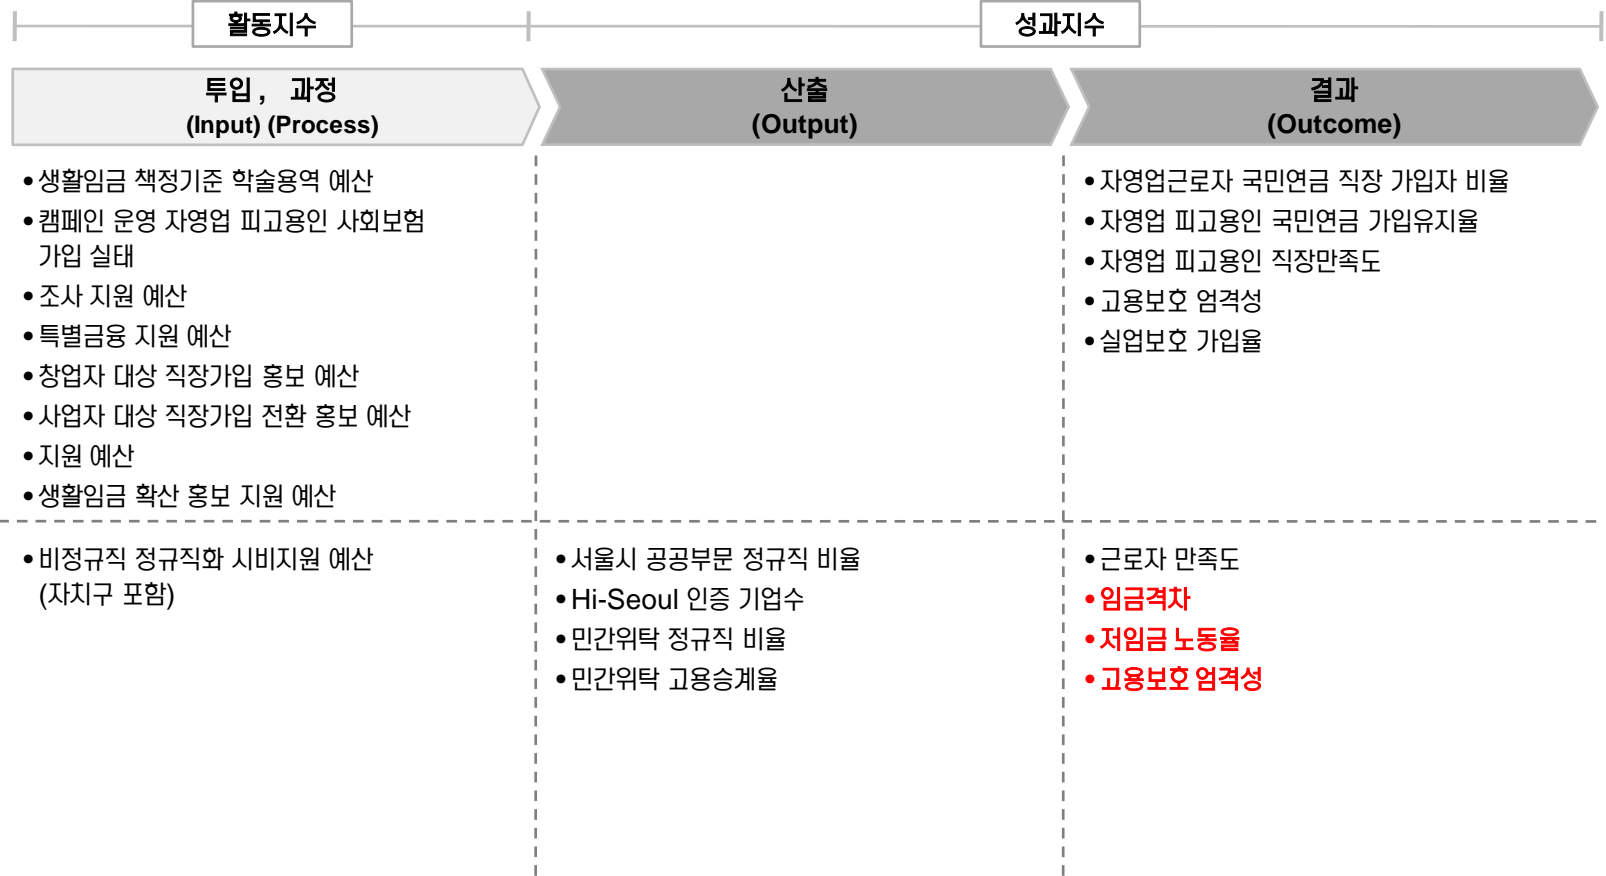 활동지수
성과지수
투입 ,   과정
(Input) (Process)
산출
(Output)
결과
(Outcome)
•생활임금 책정기준 학술용역 예산
•캠페인 운영 자영업 피고용인 사회보험
가입 실태
•조사 지원 예산
•특별금융 지원 예산
•창업자 대상 직장가입 홍보 예산
•사업자 대상 직장가입 전환 홍보 예산
•지원 예산
•생활임금 확산 홍보 지원 예산
•자영업근로자 국민연금 직장 가입자 비율
•자영업 피고용인 국민연금 가입유지율
•자영업 피고용인 직장만족도
•고용보호 엄격성
•실업보호 가입율
•비정규직 정규직화 시비지원 예산
(자치구 포함)
•서울시 공공부문 정규직 비율
•Hi-Seoul 인증 기업수
•민간위탁 정규직 비율
•민간위탁 고용승계율
•근로자 만족도
•임금격차
•저임금 노동율
•고용보호 엄격성